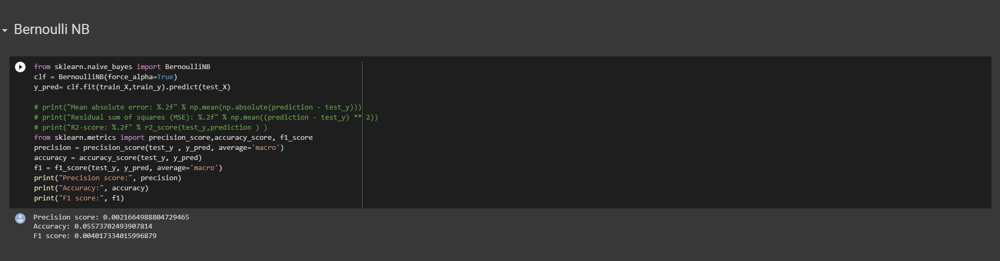 Bernoulli NB
from sklearn.naive_bayes import BernoulliNB
clf = BernoulliNB(force_alpha=True)
y_pred= clf.fit(train_X,train_y).predict(test_X)
# print("Mean absolute error: %.2f" % np.mean(np.absolute(prediction - test_y)))
# print("Residual sum of squares (MSE): %.2f" % np.mean((prediction - test_y) ** 2))
# print("R2-score: %.2f" % r2_score(test_y,prediction ) )
from sklearn.metrics import precision_score,accuracy_score, f1_score
precision = precision_score(test_y , y_pred, average='macro')
accuracy = accuracy_score(test_y, y_pred)
f1 = f1_score(test_y, y_pred, average='macro')
print("Precision score:", precision)
print("Accuracy:", accuracy)
print("F1 score:", f1)
Precision score: 0.0021664988804729465
Accuracy: 0.05573702493907814
F1 score: 0.004017334015996879